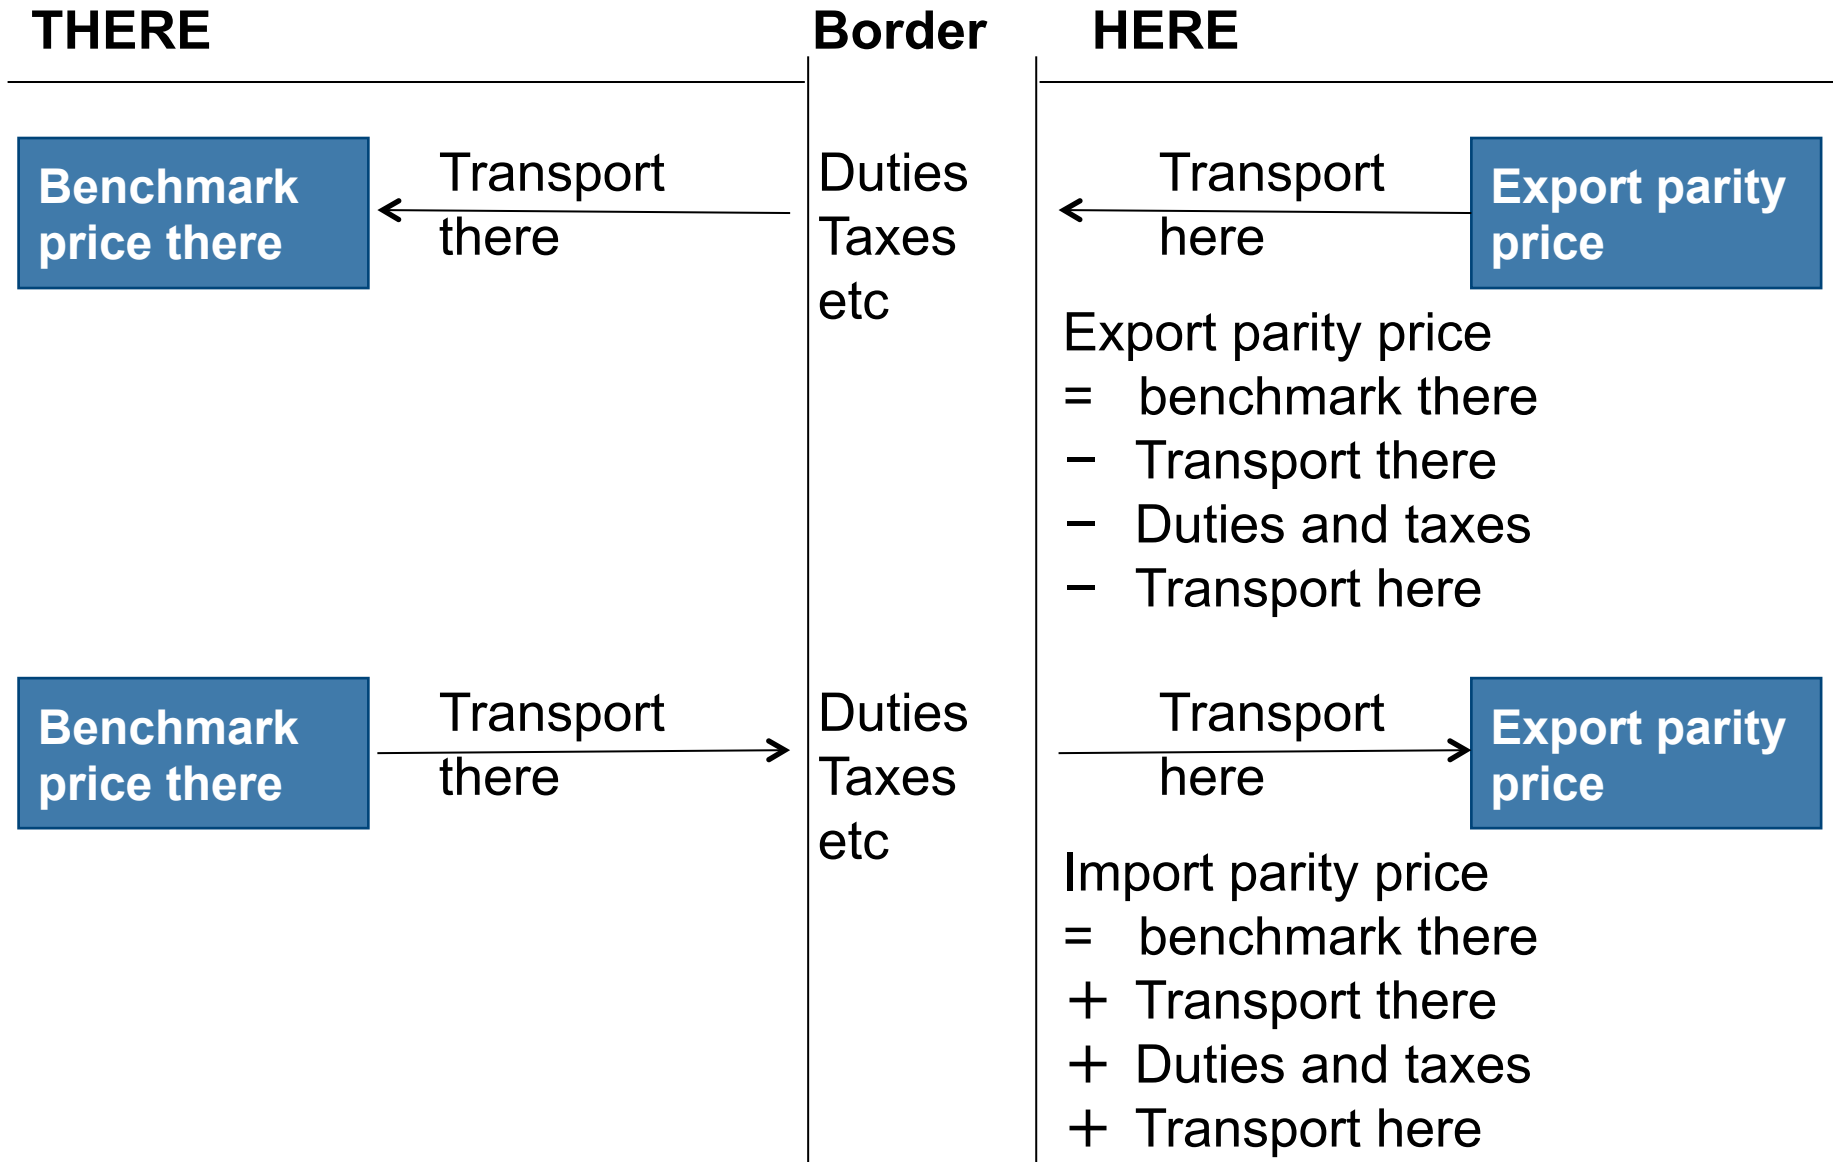 THERE
Border
HERE
Benchmark
price there
Transport
there
Duties
Taxes
etc
Transport
here
Export parity
price
Export parity price
= benchmark there
− Transport there
− Duties and taxes
− Transport here
Benchmark
price there
Transport
there
Duties
Taxes
etc
Transport
here
Export parity
price
Import parity price
= benchmark there
+ Transport there
+ Duties and taxes
+ Transport here